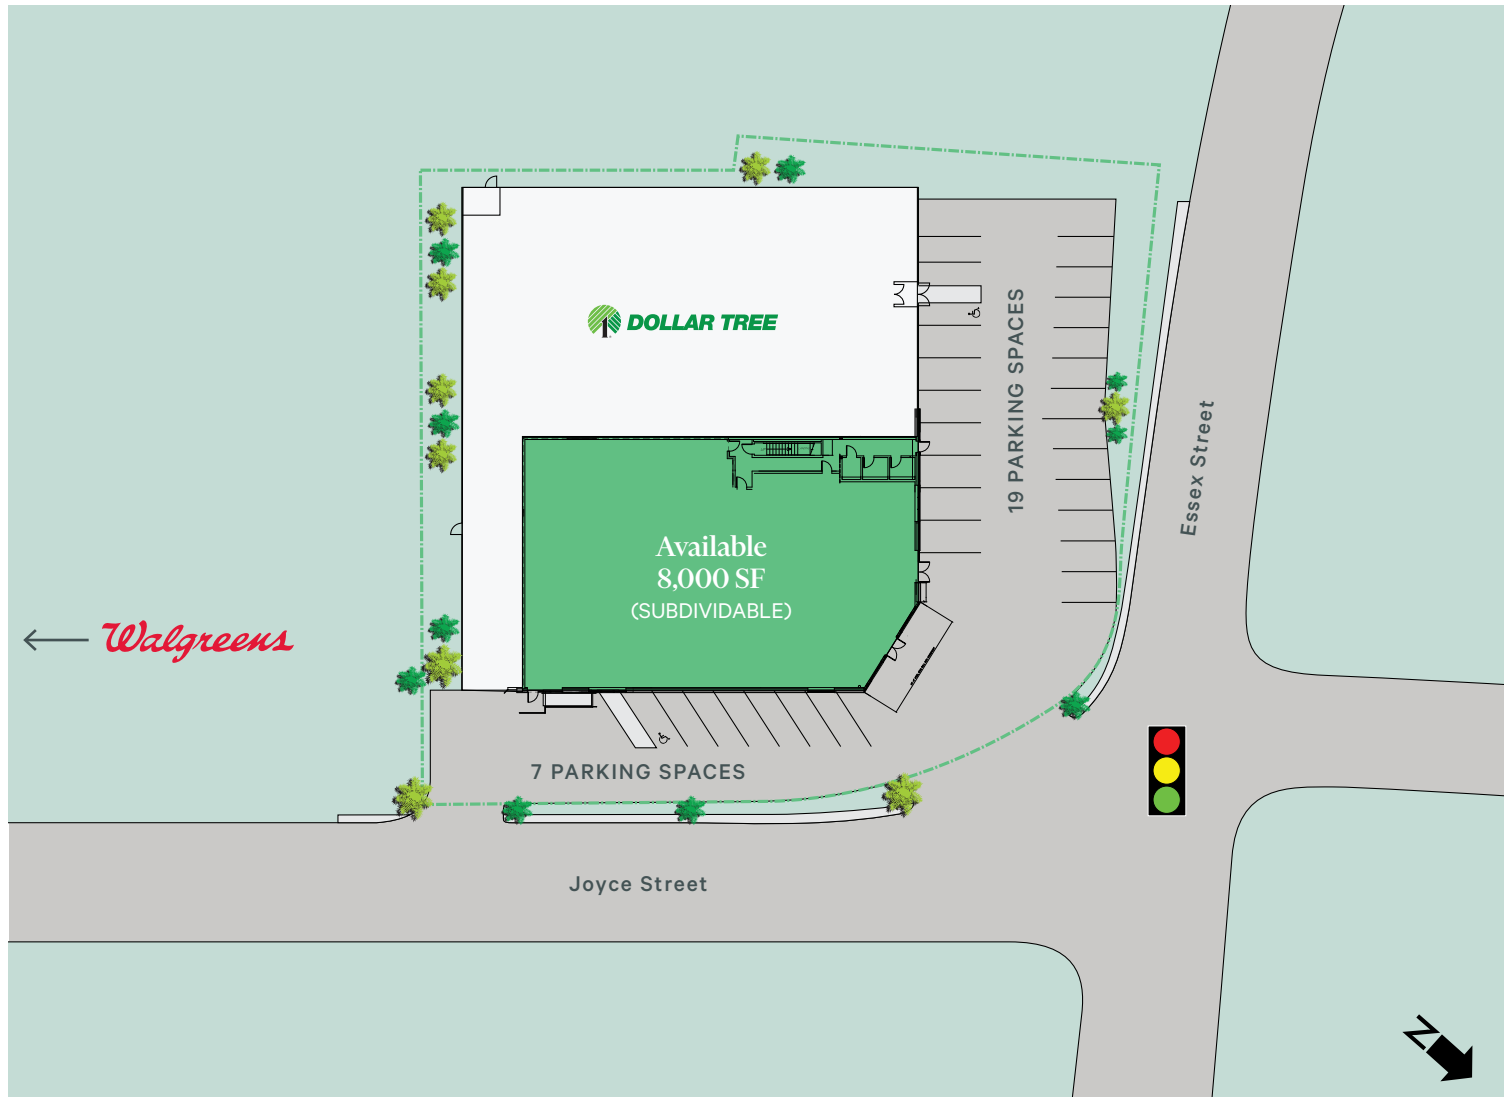 DOLLAR TREE
19 PARKING SPACES
Essex Street
Available
8,000 SF
(SUBDIVIDABLE)
Walgreens
7 PARKING SPACES
Joyce Street
N